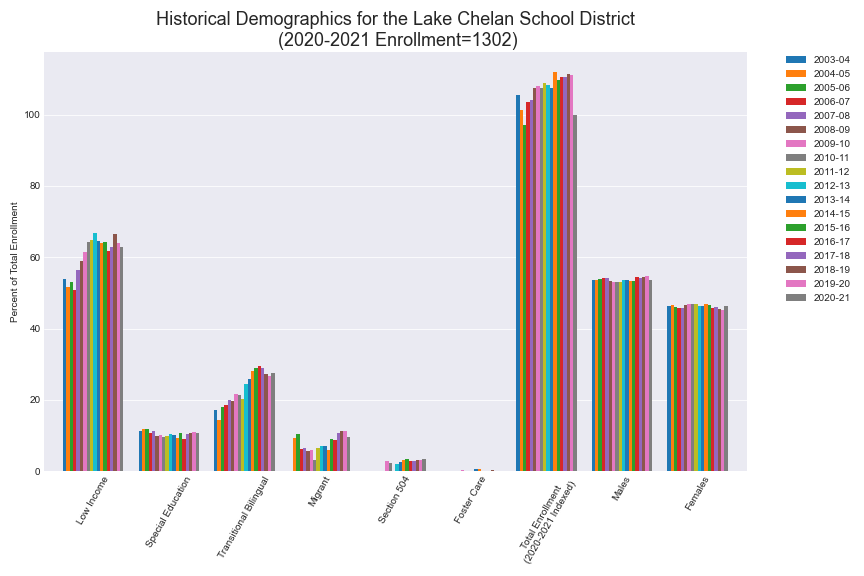 Historical Demographics for the Lake Chelan School District
(2020-2021 Enrollment=1302)
Percent of Total Enrollment
100
80
60
40
20
0
Low Income
Special Education
Transitional Bilingual
Migrant
Section 504
Foster Care
Total Enrollment
(2020-2021 Indexed)
Males
Females
2003-04
2004-05
2005-06
2006-07
2007-08
2008-09
2009-10
2010-11
2011-12
2012-13
2013-14
2014-15
2015-16
2016-17
2017-18
2018-19
2019-20
2020-21